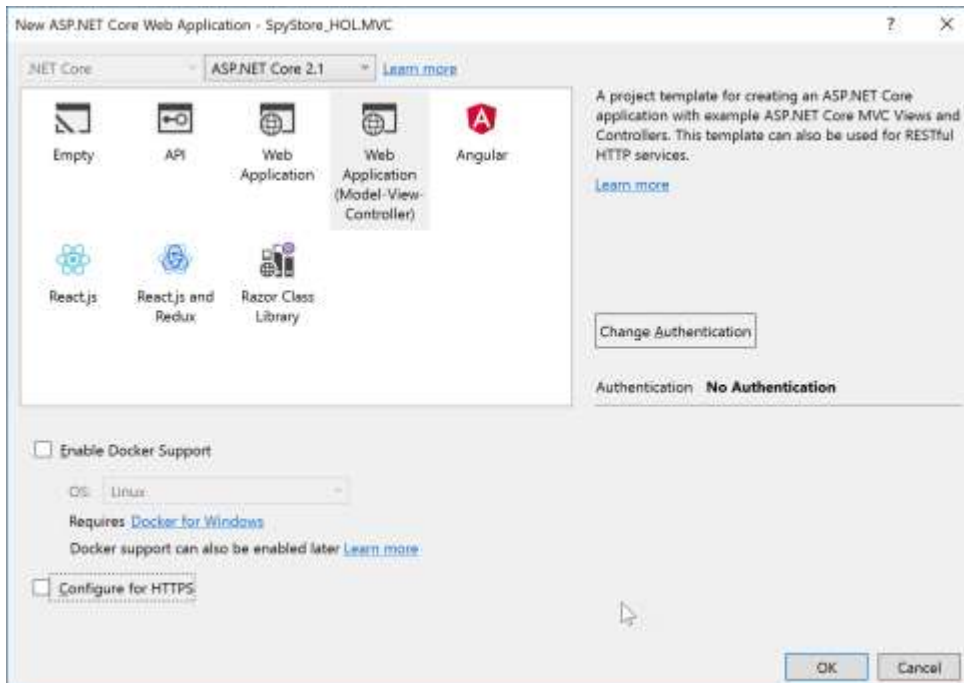 New ASP.NET Core Web Application - SpyStore_HOL.MVC
? ×
.NET Core ASP.NET Core 2.1 Learn more
Empty
API
Web
Application
Web
Application
(Model-View-
Controller)
Angular
React.js
React.js and
Redux
Razor Class
Library
A project template for creating an ASP.NET Core
application with example ASP.NET Core MVC Views and
Controllers. This template can also be used for RESTful
HTTP services.
Learn more
Change Authentication
Authentication No Authentication
Enable Docker Support
OS: Linux
Requires Docker for Windows
Docker support can also be enabled later Learn more
Configure for HTTPS
OK Cancel